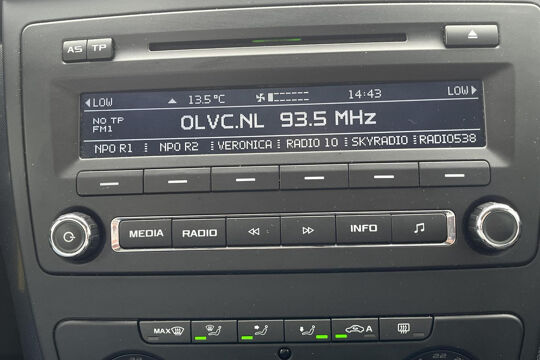 AS TP
LOW 13.5°C 14:43 LOW
NO TP
FM1
OLVC.NL 93.5 MHz
NPO R1 NPO R2 VERONICA RADIO 10 SKYRADIO RADIO538
MEDIA RADIO INFO
MAX A